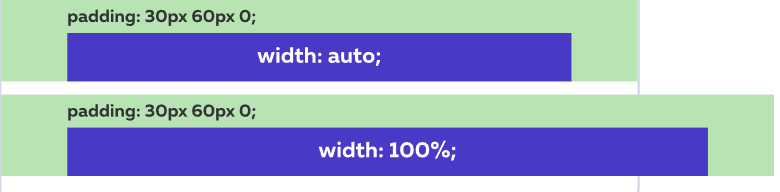 padding: 30px 60px 0;
width: auto;
padding: 30px 60px 0;
width: 100%;